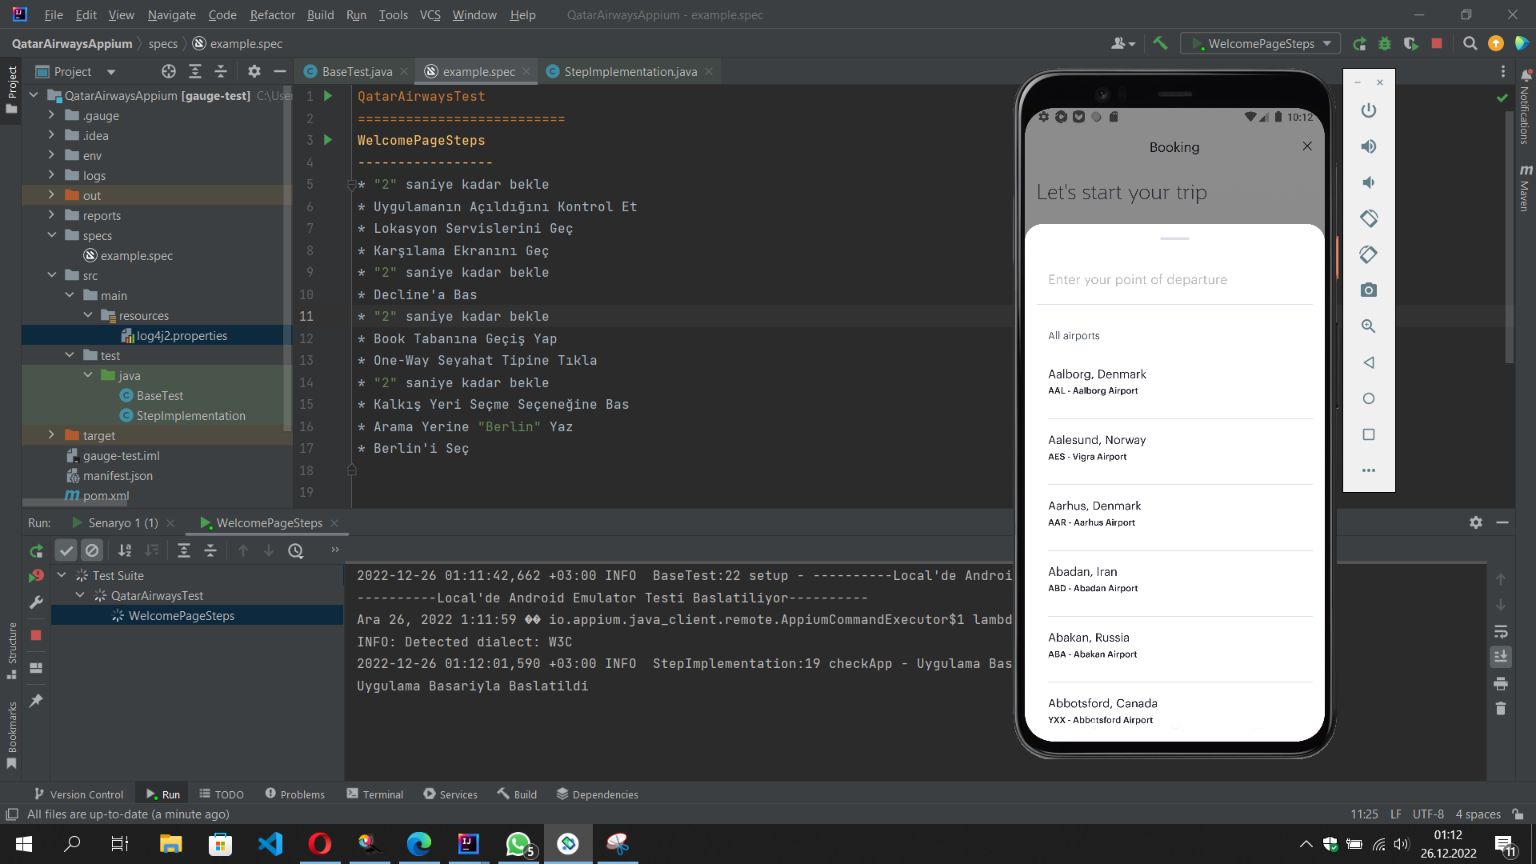 File Edit View Navigate Code Refactor Build Run Tools VCS Window Help QatarAirwaysAppium - example.spec
QatarAirwaysAppium specs example.spec
WelcomePageSteps
Project
BaseTest.java example.spec StepImplementation.java
Project
QatarAirwaysAppium [gauge-test]
.gauge
.idea
env
logs
out
reports
specs
example.spec
src
main
resources
log4j2.properties
test
java
BaseTest
StepImplementation
target
gauge-test.iml
manifest.json
pom.xml
1 QatarAirwaysTest
2 ==========================
3 WelcomePageSteps
4 -----------------
5 * "2" saniye kadar bekle
6 * Uygulamanın Açıldığını Kontrol Et
7 * Lokasyon Servislerini Geç
8 * Karşılama Ekranını Geç
9 * "2" saniye kadar bekle
10 * Decline'a Bas
11 * "2" saniye kadar bekle
12 * Book Tabanına Geçiş Yap
13 * One-Way Seyahat Tipine Tıkla
14 * "2" saniye kadar bekle
15 * Kalkış Yeri Seçme Seçeneğine Bas
16 * Arama Yerine "Berlin" Yaz
17 * Berlin'i Seç
18
19
10:12
Booking
Let's start your trip
Enter your point of departure
All airports
Aalborg, Denmark
AAL - Aalborg Airport
Aalesund, Norway
AES - Vigra Airport
Aarhus, Denmark
AAR - Aarhus Airport
Abadan, Iran
ABD - Abadan Airport
Abakan, Russia
ABA - Abakan Airport
Abbotsford, Canada
YXX - Abbotsford Airport
Notifications
Maven
Run: Senaryo 1 (1) WelcomePageSteps
Test Suite
QatarAirwaysTest
WelcomePageSteps
2022-12-26 01:11:42,662 +03:00 INFO BaseTest:22 setup - ----------Local'de Android
----------Local'de Android Emulator Testi Baslatiliyor----------
Ara 26, 2022 1:11:59 �� io.appium.java_client.remote.AppiumCommandExecutor$1 lambd
INFO: Detected dialect: W3C
2022-12-26 01:12:01,590 +03:00 INFO StepImplementation:19 checkApp - Uygulama Bas
Uygulama Basariyla Baslatildi
Structure
Bookmarks
Version Control Run TODO Problems Terminal Services Build Dependencies
All files are up-to-date (a minute ago) 11:25 LF UTF-8 4 spaces
5
01:12
26.12.2022
11